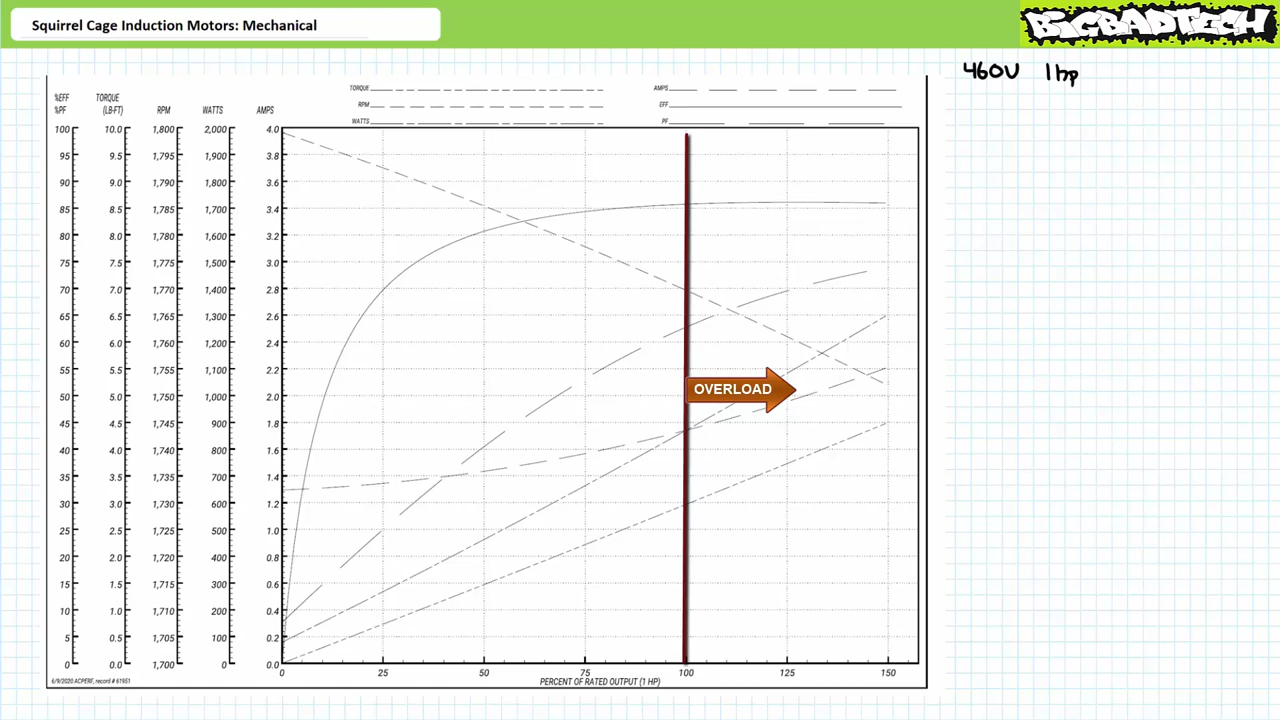 Squirrel Cage Induction Motors: Mechanical
BIGBADTECH
460V 1hp
TORQUE
AMPS
RPM
EFF
WATTS
PF
%EFF TORQUE
%PF (LB-FT) RPM WATTS AMPS
100 10.0 1,800 2,000 4.0
95 9.5 1,795 1,900 3.8
90 9.0 1,790 1,800 3.6
85 8.5 1,785 1,700 3.4
80 8.0 1,780 1,600 3.2
75 7.5 1,775 1,500 3.0
70 7.0 1,770 1,400 2.8
65 6.5 1,765 1,300 2.6
60 6.0 1,760 1,200 2.4
55 5.5 1,755 1,100 2.2
50 5.0 1,750 1,000 2.0
OVERLOAD
45 4.5 1,745 900 1.8
40 4.0 1,740 800 1.6
35 3.5 1,735 700 1.4
30 3.0 1,730 600 1.2
25 2.5 1,725 500 1.0
20 2.0 1,720 400 0.8
15 1.5 1,715 300 0.6
10 1.0 1,710 200 0.4
5 0.5 1,705 100 0.2
0 0.0 1,700 0 0.0
0 25 50 75 100 125 150
6/9/2020 ACPERF, record # 61951
PERCENT OF RATED OUTPUT (1 HP)